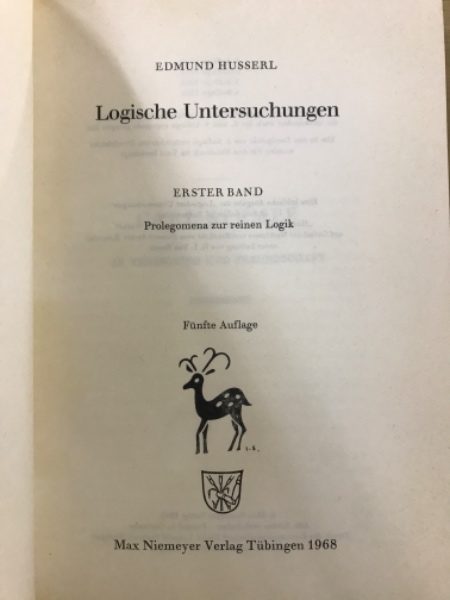 EDMUND HUSSERL
Logische Untersuchungen
ERSTER BAND
Prolegomena zur reinen Logik
Fünfte Auflage
Max Niemeyer Verlag Tübingen 1968